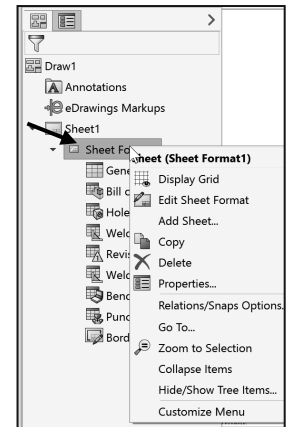 Draw1
Annotations
eDrawings Markups
Sheet1
Sheet Fo
Sheet (Sheet Format1)
Gene
Display Grid
Bill o
Edit Sheet Format
Hole
Add Sheet...
Weld
Copy
Revis
Delete
Weld
Properties...
Bend
Relations/Snaps Options.
Punc
Go To...
Bord
Zoom to Selection
Collapse Items
Hide/Show Tree Items...
Customize Menu